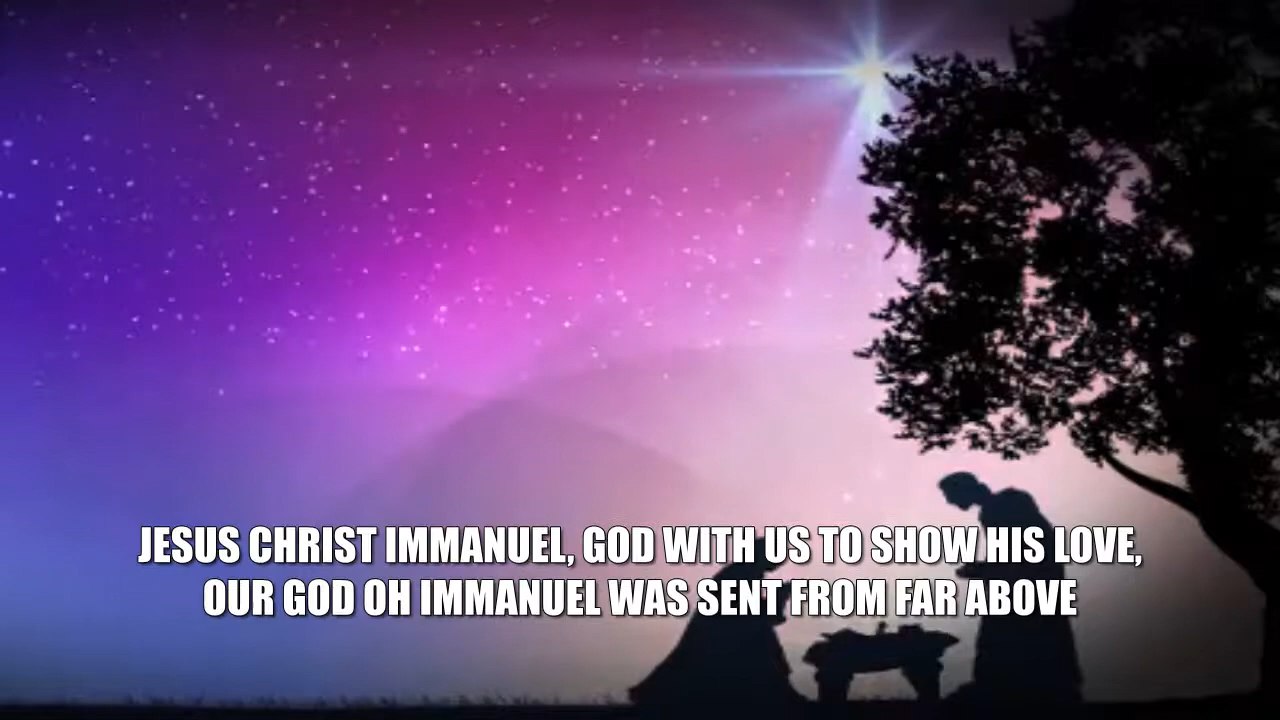 JESUS CHRIST IMMANUEL, GOD WITH US TO SHOW HIS LOVE,
OUR GOD OH IMMANUEL WAS SENT FROM FAR ABOVE